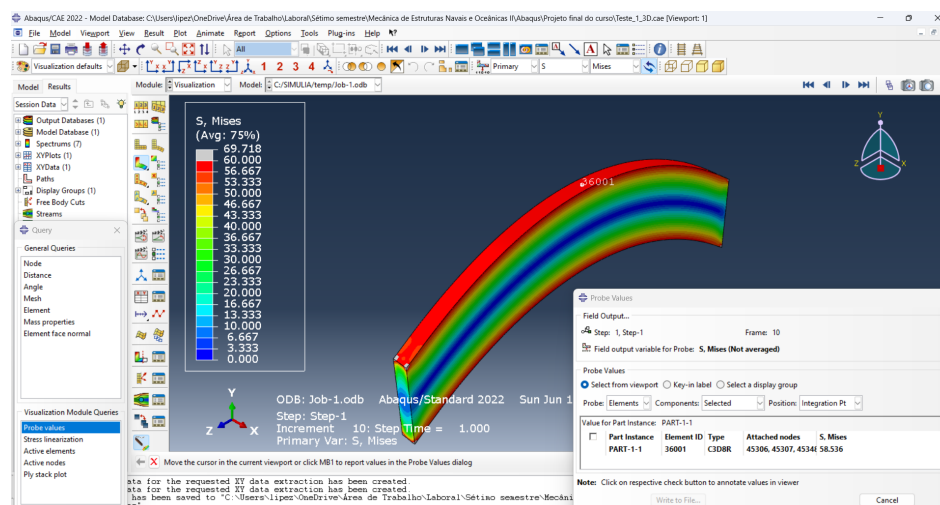 Abaqus/CAE 2022 - Model Database: C:\Users\lipez\OneDrive\Área de Trabalho\Laboral\Sétimo semestre\Mecânica de Estruturas Navais e Oceânicas II\Abaqus\Projeto final do curso\Teste_1_3D.cae [Viewport: 1]
File Model Viewport View Result Plot Animate Report Options Tools Plug-ins Help
All
Visualization defaults 1 2 3 4 Primary S Mises
Model Results Module: Visualization Model: C:/SIMULIA/temp/Job-1.odb
Session Data
Output Databases (1)
Model Database (1)
Spectrums (7)
XYPlots (1)
XYData (1)
Paths
Display Groups (1)
Free Body Cuts
Streams
Query
General Queries
Node
Distance
Angle
Mesh
Element
Mass properties
Element face normal
Visualization Module Queries
Probe values
Stress linearization
Active elements
Active nodes
Ply stack plot
S, Mises
(Avg: 75%)
69.718
60.000
56.667
53.333
50.000
46.667
43.333
40.000
36.667
33.333
30.000
26.667
23.333
20.000
16.667
13.333
10.000
6.667
3.333
0.000
36001
Y
X
Y
Z X
ODB: Job-1.odb Abaqus/Standard 2022 Sun Jun 1
Step: Step-1
Increment 10: Step Time = 1.000
Primary Var: S, Mises
Probe Values
Field Output...
Step: 1, Step-1 Frame: 10
Field output variable for Probe: S, Mises (Not averaged)
Probe Values
Select from viewport Key-in label Select a display group
Probe: Elements Components: Selected Position: Integration Pt
Value for Part Instance: PART-1-1
Part Instance Element ID Type Attached nodes S, Mises
PART-1-1 36001 C3D8R 45306, 45307, 4534 58.536
Note: Click on respective check button to annotate values in viewer
Write to File... Cancel
Move the cursor in the current viewport or click MB1 to report values in the Probe Values dialog
ata for the requested XY data extraction has been created.
ata for the requested XY data extraction has been created.
has been saved to "C:\Users\lipez\OneDrive\Área de Trabalho\Laboral\Sétimo semestre\Mecâni